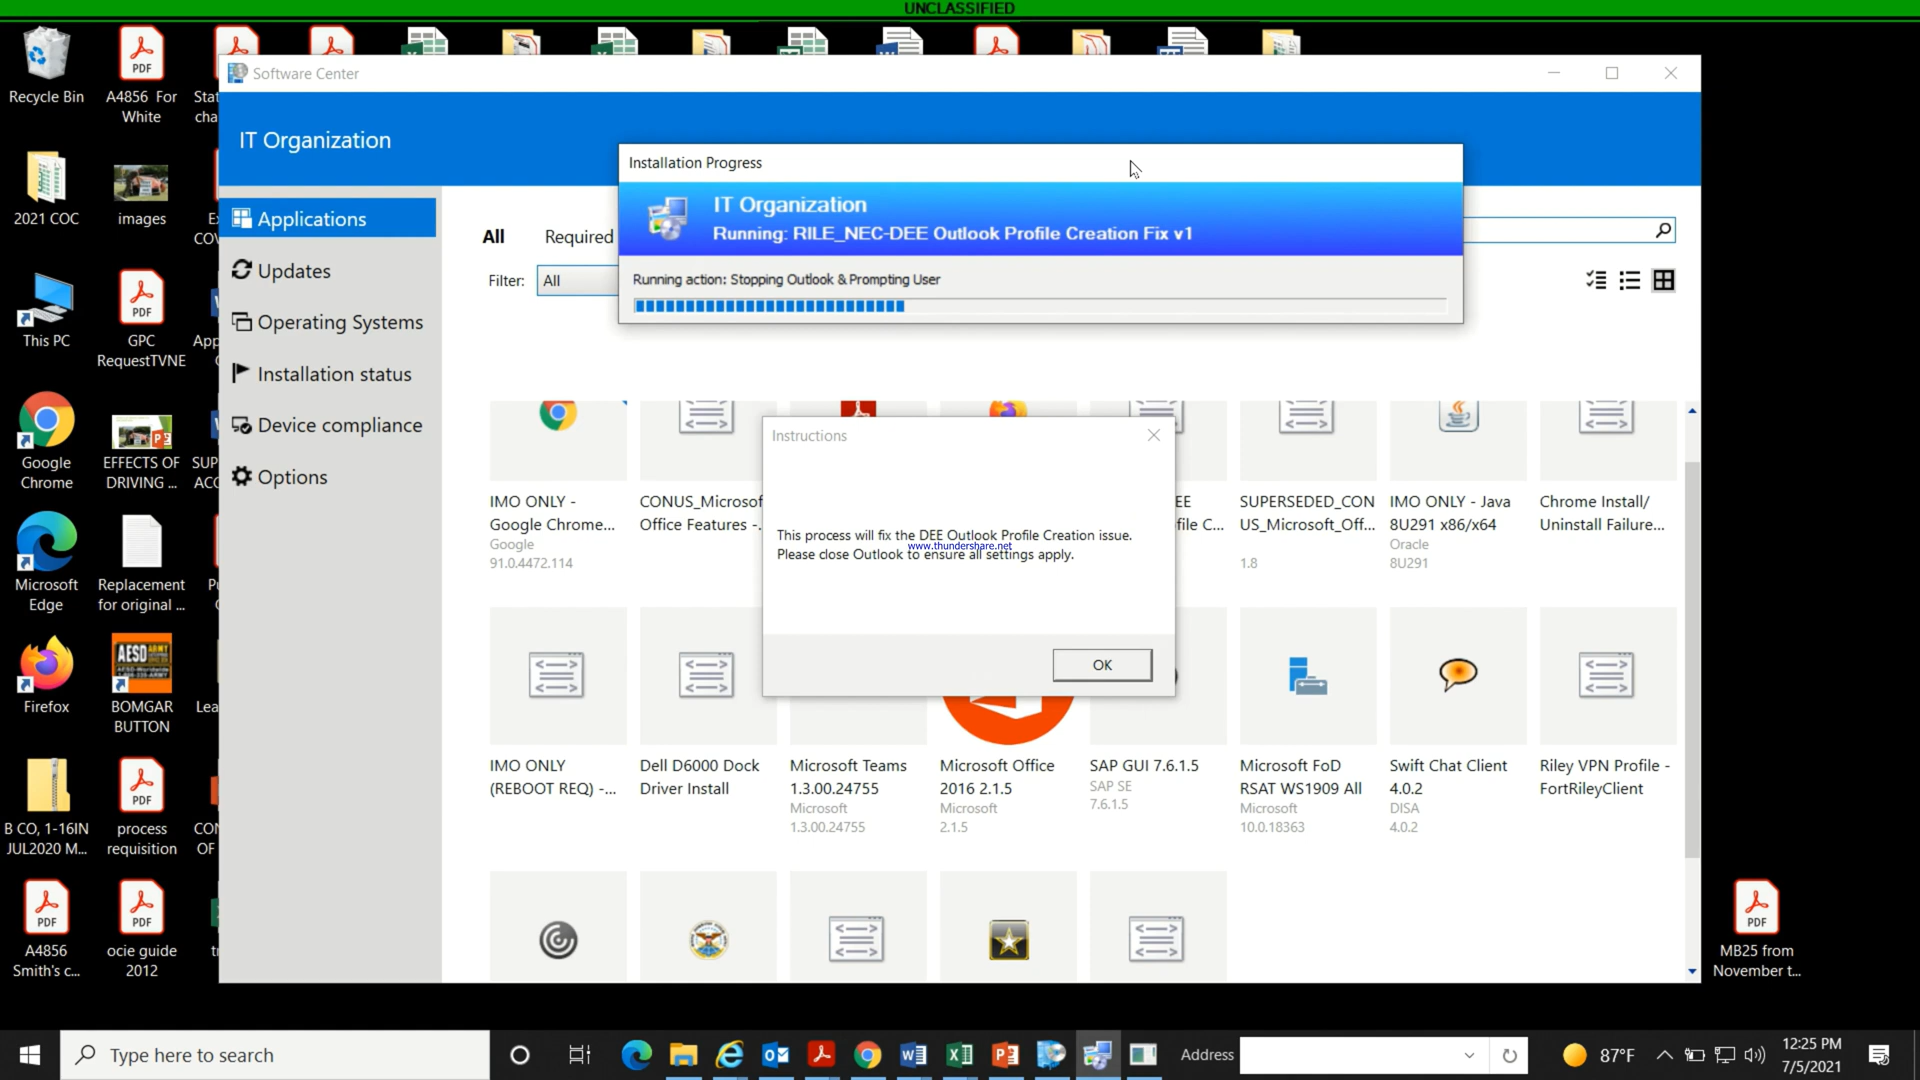 UNCLASSIFIED
Recycle Bin
A4856 For
White
Software Center
IT Organization
Installation Progress
IT Organization
Running: RILE_NEC-DEE Outlook Profile Creation Fix v1
Running action: Stopping Outlook & Prompting User
2021 COC
images
Applications
Updates
Operating Systems
Installation status
Device compliance
Options
All
Required
Filter:
All
This PC
GPC
RequestTVNE
Google
Chrome
EFFECTS OF
DRIVING ...
Instructions
This process will fix the DEE Outlook Profile Creation issue.
www.thundershare.net
Please close Outlook to ensure all settings apply.
OK
IMO ONLY -
Google Chrome...
Google
91.0.4472.114
CONUS_Microsof
Office Features -.
EE
file C...
SUPERSEDED_CON
US_Microsoft_Off...
1.8
IMO ONLY - Java
8U291 x86/x64
Oracle
8U291
Chrome Install/
Uninstall Failure...
Microsoft
Edge
Replacement
for original ...
Firefox
AESD ARMY
BOMGAR
BUTTON
IMO ONLY
(REBOOT REQ) -...
Dell D6000 Dock
Driver Install
Microsoft Teams
1.3.00.24755
Microsoft
1.3.00.24755
Microsoft Office
2016 2.1.5
Microsoft
2.1.5
SAP GUI 7.6.1.5
SAP SE
7.6.1.5
Microsoft FoD
RSAT WS1909 All
Microsoft
10.0.18363
Swift Chat Client
4.0.2
DISA
4.0.2
Riley VPN Profile -
FortRileyClient
B CO, 1-16IN
JUL2020 M...
process
requisition
A4856
Smith's c...
ocie guide
2012
PDF
MB25 from
November t...
Type here to search
Address
87°F
12:25 PM
7/5/2021